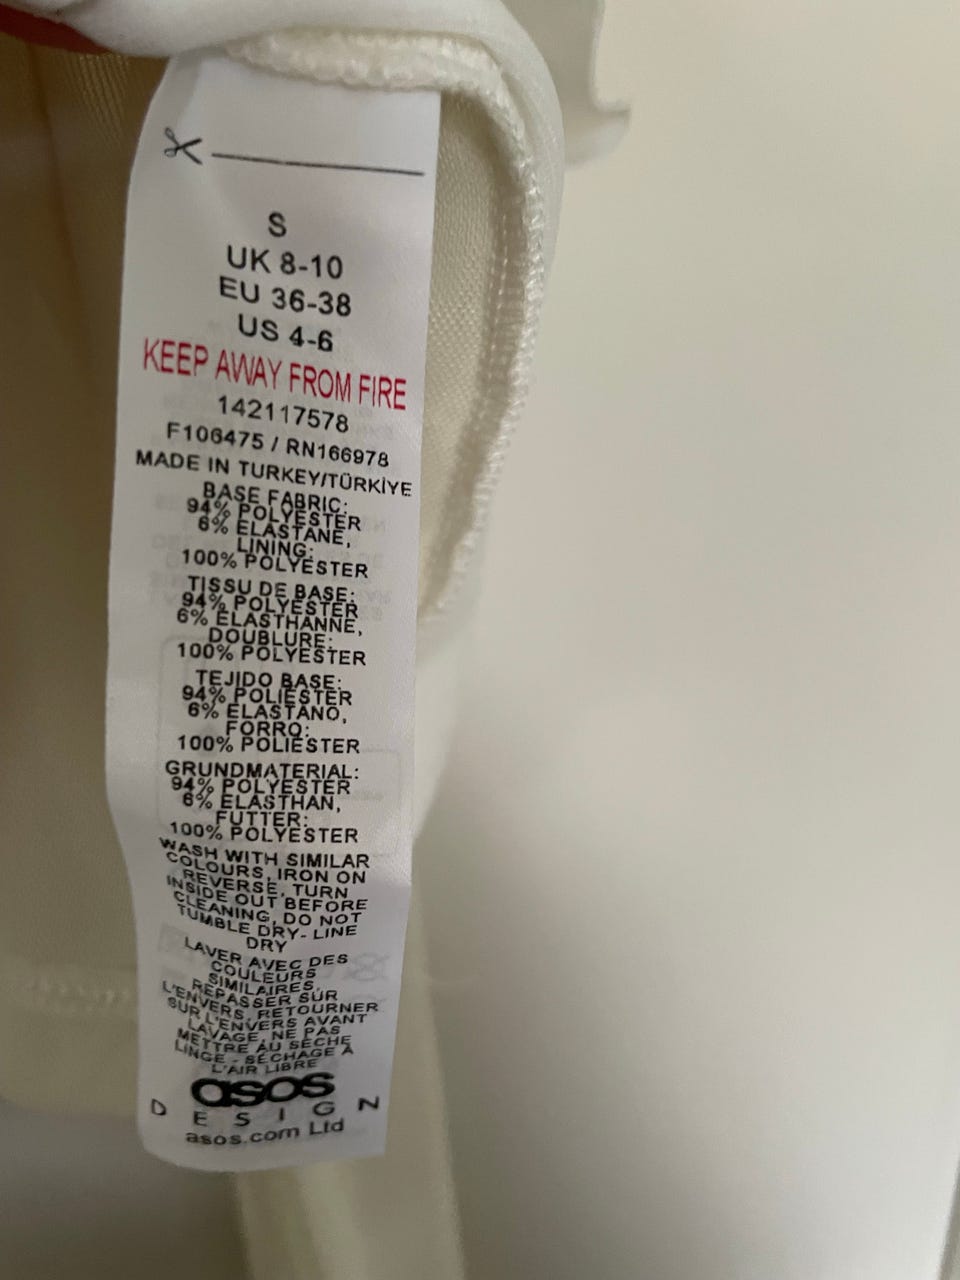 S
UK 8-10
EU 36-38
US 4-6
KEEP AWAY FROM FIRE
142117578
F106475 / RN166978
MADE IN TURKEY/TÜRKİYE
BASE FABRIC:
94% POLYESTER
6% ELASTANE,
LINING:
100% POLYESTER
TISSU DE BASE:
94% POLYESTER
6% ÉLASTHANNE,
DOUBLURE:
100% POLYESTER
TEJIDO BASE:
94% POLIÉSTER
6% ELASTANO,
FORRO:
100% POLIÉSTER
GRUNDMATERIAL:
94% POLYESTER
6% ELASTHAN,
FUTTER:
100% POLYESTER
WASH WITH SIMILAR
COLOURS, IRON ON
REVERSE, TURN
INSIDE OUT BEFORE
CLEANING, DO NOT
TUMBLE DRY- LINE
DRY
LAVER AVEC DES
COULEURS
SIMILAIRES,
REPASSER SUR
L'ENVERS, RETOURNER
SUR L'ENVERS AVANT
LAVAGE, NE PAS
METTRE AU SÈCHE
LINGE - SÉCHAGE À
L'AIR LIBRE
asos
DESIGN
asos.com Ltd